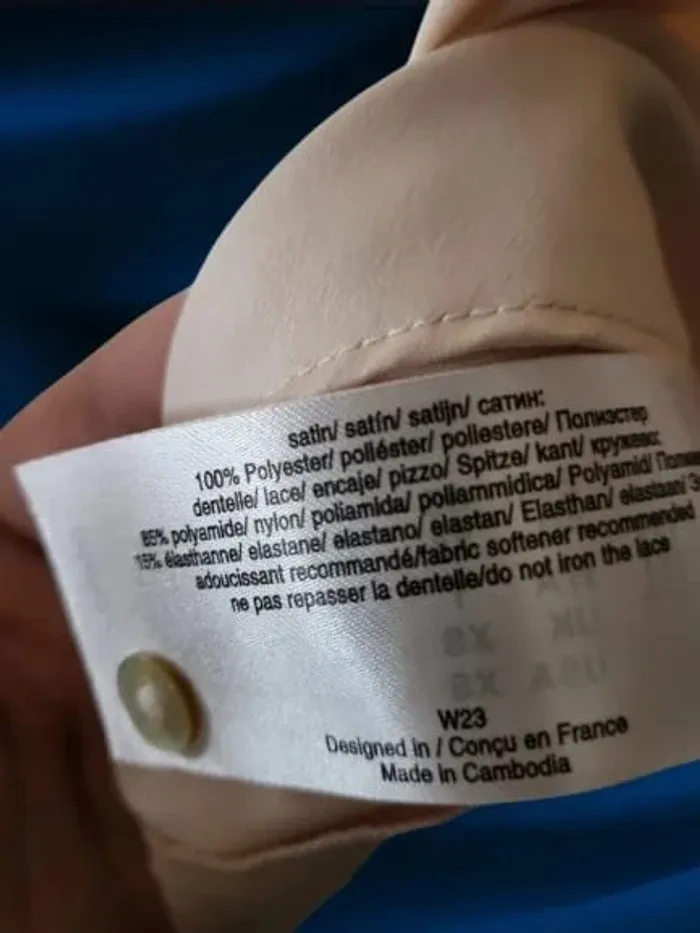 satin/ satín/ satijn/ сатин:
100% Polyester/ poliéster/ poliestere/ Полиэстер
dentelle/ lace/ encaje/ pizzo/ Spitze/ kant/ кружево:
85% polyamide/ nylon/ poliamida/ poliammidica/ Polyamid/
15% élasthanne/ elastane/ elastano/ elastan/ Elasthan/ elastaan/
adoucissant recommandé/fabric softener recommended
ne pas repasser la dentelle/do not iron the lace
W23
Designed in / Conçu en France
Made in Cambodia